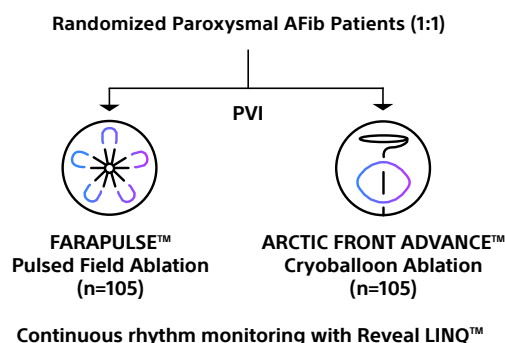 Randomized Paroxysmal AFib Patients (1:1)
PVI
FARAPULSE™
Pulsed Field Ablation
(n=105)
ARCTIC FRONT ADVANCE™
Cryoballoon Ablation
(n=105)
Continuous rhythm monitoring with Reveal LINQ™